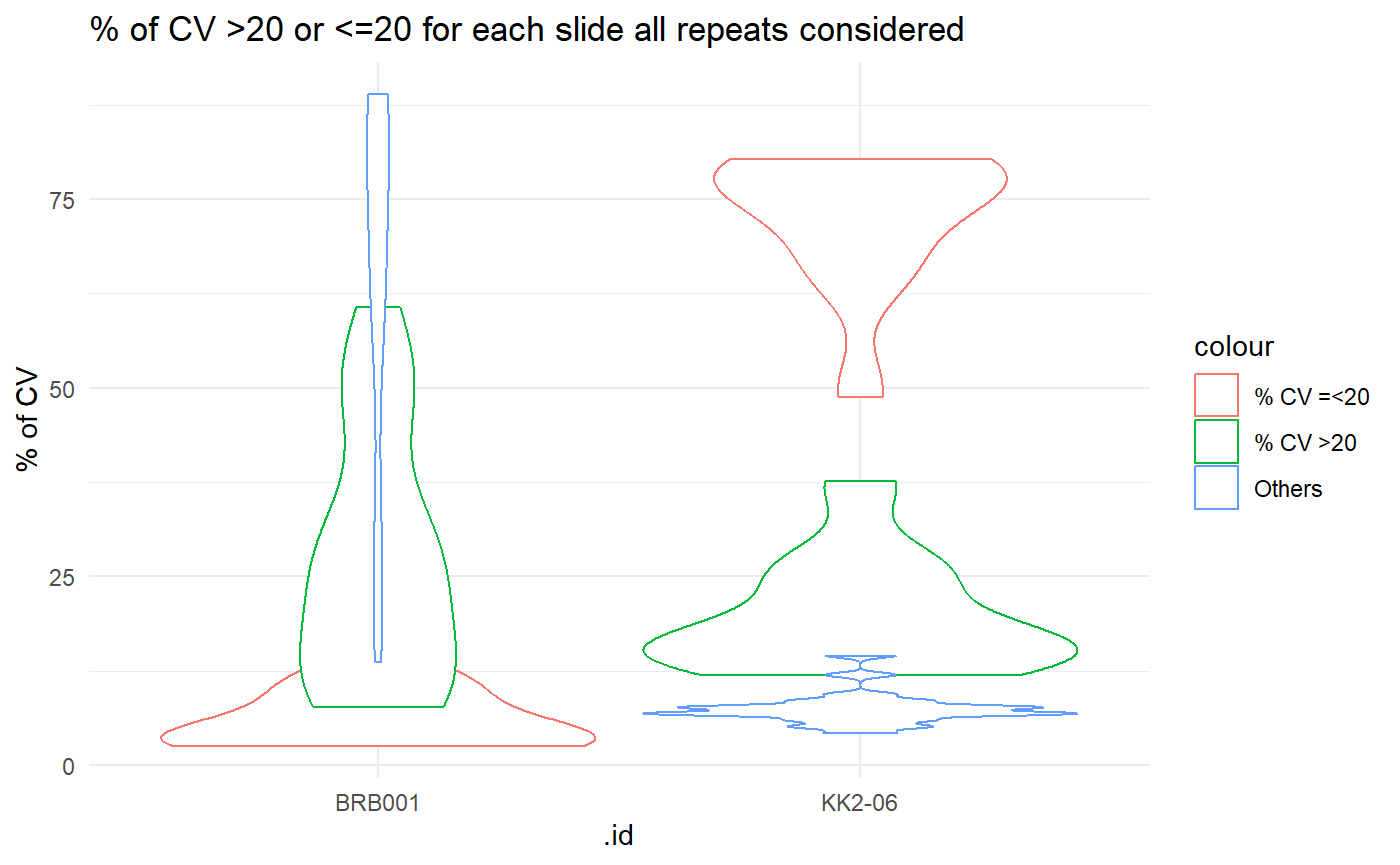 % of CV >20 or <=20 for each slide all repeats considered
% of CV
75
50
25
0
BRB001
KK2-06
.id
colour
% CV =<20
% CV >20
Others